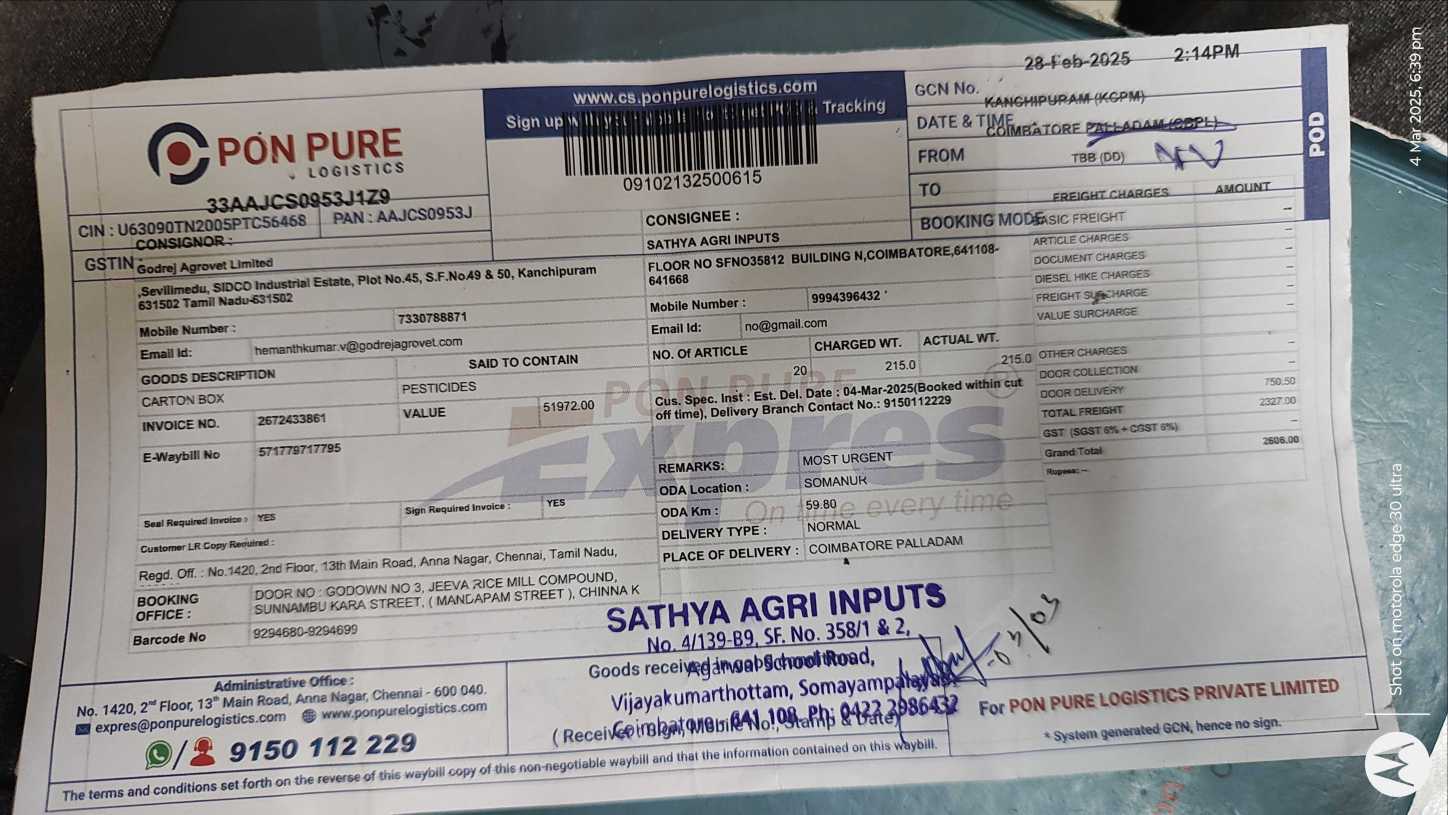 PON PURE
LOGISTICS
33AAJCS0953J1Z9
CIN : U63090TN2005PTC56468 PAN : AAJCS0953J
GSTIN
www.cs.ponpurelogistics.com
Sign up Tracking
09102132500615
28-Feb-2025 2:14PM
GCN No.
KANCHIPURAM (KCPM)
DATE & TIME
COIMBATORE PALLADAM
FROM
TBB (DD)
TO
BOOKING MODE
POD
CONSIGNOR :
Godrej Agrovet Limited
,Sevilimedu, SIDCO Industrial Estate, Plot No.45, S.F.No.49 & 50, Kanchipuram
631502 Tamil Nadu-631502
Mobile Number : 7330788871
Email Id: hemanthkumar.v@godrejagrovet.com
GOODS DESCRIPTION SAID TO CONTAIN
CARTON BOX PESTICIDES
INVOICE NO. 2672433861 VALUE 51972.00
E-Waybill No 571779717795
Seal Required Invoice : YES Sign Required Invoice : YES
Customer LR Copy Required :
Regd. Off. : No.1420, 2nd Floor, 13th Main Road, Anna Nagar, Chennai, Tamil Nadu,
BOOKING OFFICE : DOOR NO : GODOWN NO 3, JEEVA RICE MILL COMPOUND,
SUNNAMBU KARA STREET, ( MANDAPAM STREET ), CHINNA K
Barcode No 9294680-9294699
CONSIGNEE :
SATHYA AGRI INPUTS
FLOOR NO SFNO35812 BUILDING N,COIMBATORE,641108-
641668
Mobile Number : 9994396432
Email Id: no@gmail.com
NO. Of ARTICLE CHARGED WT. ACTUAL WT.
20 215.0 215.0
Cus. Spec. Inst : Est. Del. Date : 04-Mar-2025(Booked within cut
off time), Delivery Branch Contact No.: 9150112229
REMARKS: MOST URGENT
ODA Location : SOMANUR
ODA Km : 59.80
DELIVERY TYPE : NORMAL
PLACE OF DELIVERY : COIMBATORE PALLADAM
PON PURE
Expres
On time every time
FREIGHT CHARGES AMOUNT
BASIC FREIGHT –
ARTICLE CHARGES –
DOCUMENT CHARGES –
DIESEL HIKE CHARGES –
FREIGHT SURCHARGE –
VALUE SURCHARGE –
OTHER CHARGES –
DOOR COLLECTION –
DOOR DELIVERY 750.50
TOTAL FREIGHT 2327.00
GST (SGST 6% + CGST 6%) –
Grand Total 2606.00
Rupees: --
SATHYA AGRI INPUTS
No. 4/139-B9, SF. No. 358/1 & 2,
Agarwal School Road,
Vijayakumarthottam, Somayampalayam
Coimbatore - 641 108. Ph: 0422 2986432
Goods received in
03/03
Administrative Office :
No. 1420, 2nd Floor, 13th Main Road, Anna Nagar, Chennai - 600 040.
expres@ponpurelogistics.com www.ponpurelogistics.com
9150 112 229
For PON PURE LOGISTICS PRIVATE LIMITED
* System generated GCN, hence no sign.
The terms and conditions set forth on the reverse of this waybill copy of this non-negotiable waybill and that the information contained on this waybill.
4 Mar 2025, 6:39 pm
Shot on motorola edge 30 ultra